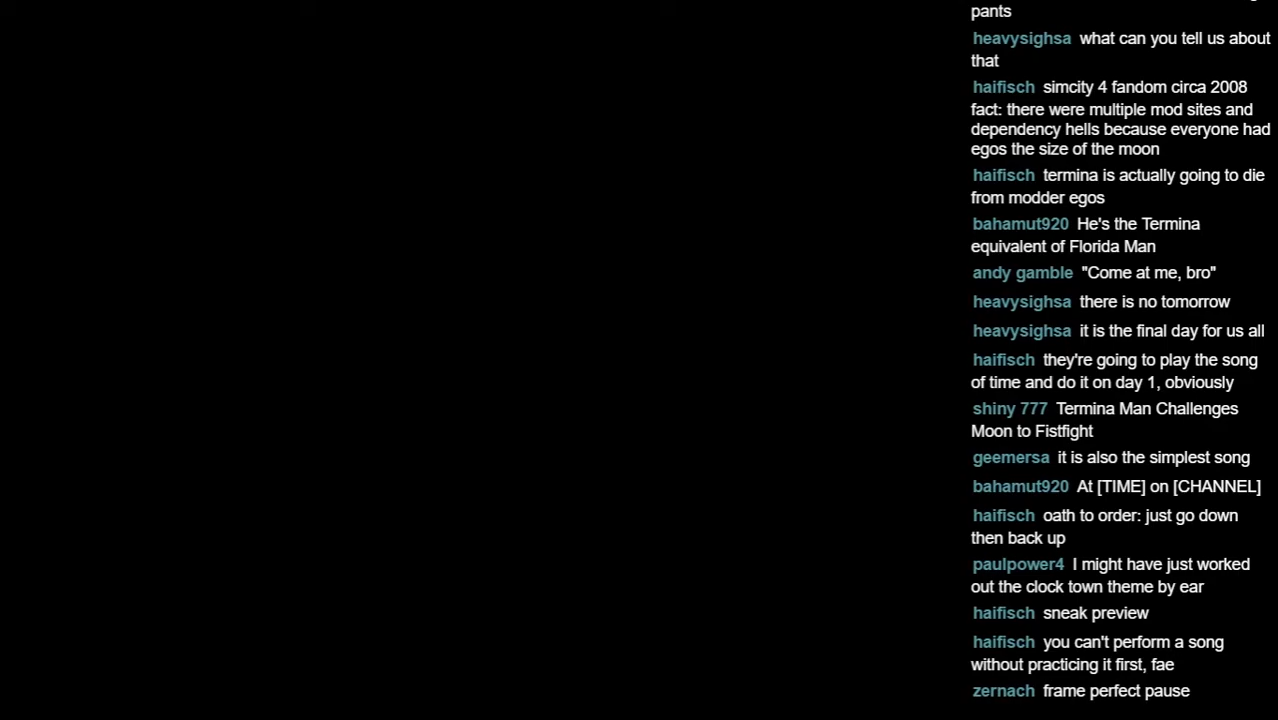 pants
heavysighsa what can you tell us about
that
haifisch simcity 4 fandom circa 2008
fact: there were multiple mod sites and
dependency hells because everyone had
egos the size of the moon
haifisch termina is actually going to die
from modder egos
bahamut920 He's the Termina
equivalent of Florida Man
andy gamble "Come at me, bro"
heavysighsa there is no tomorrow
heavysighsa it is the final day for us all
haifisch they're going to play the song
of time and do it on day 1, obviously
shiny 777 Termina Man Challenges
Moon to Fistfight
geemersa it is also the simplest song
bahamut920 At [TIME] on [CHANNEL]
haifisch oath to order: just go down
then back up
paulpower4 I might have just worked
out the clock town theme by ear
haifisch sneak preview
haifisch you can't perform a song
without practicing it first, fae
zernach frame perfect pause